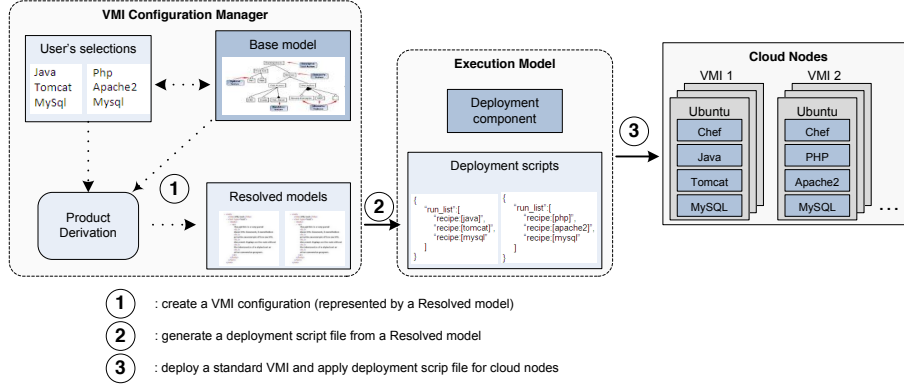 VMI Configuration Manager
User's selections
Java
Tomcat
MySql
Php
Apache2
Mysql
Base model
Product
Derivation
1
Resolved models
2
Execution Model
Deployment
component
Deployment scripts
{
"run_list":[
"recipe:[java]",
"recipe:[tomcat]",
"recipe:[mysql"
]
}
{
"run_list":[
"recipe:[php]",
"recipe:[apache2]",
"recipe:[mysql"
]
}
3
Cloud Nodes
VMI 1
Ubuntu
Chef
Java
Tomcat
MySQL
VMI 2
Ubuntu
Chef
PHP
Apache2
MySQL
...
1 : create a VMI configuration (represented by a Resolved model)
2 : generate a deployment script file from a Resolved model
3 : deploy a standard VMI and apply deployment scrip file for cloud nodes